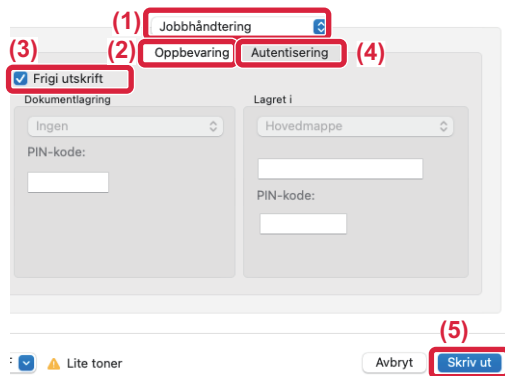 (1) Jobbhåndtering
(2) Oppbevaring Autentisering (4)
(3)
Frigi utskrift
Dokumentlagring Lagret i
Ingen Hovedmappe
PIN-kode:
PIN-kode:
(5)
Lite toner Avbryt Skriv ut